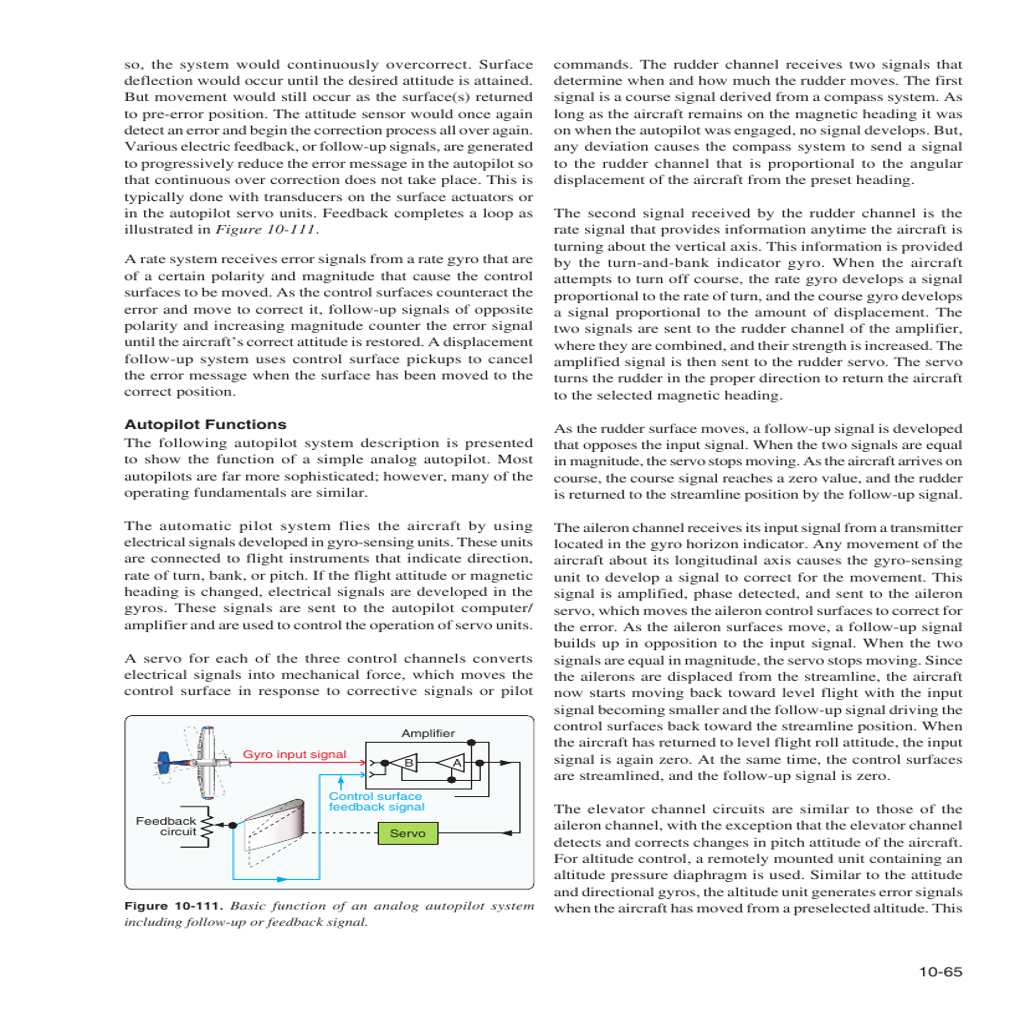 so, the system would continuously overcorrect. Surface
deflection would occur until the desired attitude is attained.
But movement would still occur as the surface(s) returned
to pre-error position. The attitude sensor would once again
detect an error and begin the correction process all over again.
Various electric feedback, or follow-up signals, are generated
to progressively reduce the error message in the autopilot so
that continuous over correction does not take place. This is
typically done with transducers on the surface actuators or
in the autopilot servo units. Feedback completes a loop as
illustrated in Figure 10-111.
A rate system receives error signals from a rate gyro that are
of a certain polarity and magnitude that cause the control
surfaces to be moved. As the control surfaces counteract the
error and move to correct it, follow-up signals of opposite
polarity and increasing magnitude counter the error signal
until the aircraft’s correct attitude is restored. A displacement
follow-up system uses control surface pickups to cancel
the error message when the surface has been moved to the
correct position.
Autopilot Functions
The following autopilot system description is presented
to show the function of a simple analog autopilot. Most
autopilots are far more sophisticated; however, many of the
operating fundamentals are similar.
The automatic pilot system flies the aircraft by using
electrical signals developed in gyro-sensing units. These units
are connected to flight instruments that indicate direction,
rate of turn, bank, or pitch. If the flight attitude or magnetic
heading is changed, electrical signals are developed in the
gyros. These signals are sent to the autopilot computer/
amplifier and are used to control the operation of servo units.
A servo for each of the three control channels converts
electrical signals into mechanical force, which moves the
control surface in response to corrective signals or pilot
Amplifier
Gyro input signal
B
A
Control surface
feedback signal
Feedback
circuit
Servo
Figure 10-111. Basic function of an analog autopilot system
including follow-up or feedback signal.
commands. The rudder channel receives two signals that
determine when and how much the rudder moves. The first
signal is a course signal derived from a compass system. As
long as the aircraft remains on the magnetic heading it was
on when the autopilot was engaged, no signal develops. But,
any deviation causes the compass system to send a signal
to the rudder channel that is proportional to the angular
displacement of the aircraft from the preset heading.
The second signal received by the rudder channel is the
rate signal that provides information anytime the aircraft is
turning about the vertical axis. This information is provided
by the turn-and-bank indicator gyro. When the aircraft
attempts to turn off course, the rate gyro develops a signal
proportional to the rate of turn, and the course gyro develops
a signal proportional to the amount of displacement. The
two signals are sent to the rudder channel of the amplifier,
where they are combined, and their strength is increased. The
amplified signal is then sent to the rudder servo. The servo
turns the rudder in the proper direction to return the aircraft
to the selected magnetic heading.
As the rudder surface moves, a follow-up signal is developed
that opposes the input signal. When the two signals are equal
in magnitude, the servo stops moving. As the aircraft arrives on
course, the course signal reaches a zero value, and the rudder
is returned to the streamline position by the follow-up signal.
The aileron channel receives its input signal from a transmitter
located in the gyro horizon indicator. Any movement of the
aircraft about its longitudinal axis causes the gyro-sensing
unit to develop a signal to correct for the movement. This
signal is amplified, phase detected, and sent to the aileron
servo, which moves the aileron control surfaces to correct for
the error. As the aileron surfaces move, a follow-up signal
builds up in opposition to the input signal. When the two
signals are equal in magnitude, the servo stops moving. Since
the ailerons are displaced from the streamline, the aircraft
now starts moving back toward level flight with the input
signal becoming smaller and the follow-up signal driving the
control surfaces back toward the streamline position. When
the aircraft has returned to level flight roll attitude, the input
signal is again zero. At the same time, the control surfaces
are streamlined, and the follow-up signal is zero.
The elevator channel circuits are similar to those of the
aileron channel, with the exception that the elevator channel
detects and corrects changes in pitch attitude of the aircraft.
For altitude control, a remotely mounted unit containing an
altitude pressure diaphragm is used. Similar to the attitude
and directional gyros, the altitude unit generates error signals
when the aircraft has moved from a preselected altitude. This
10-65